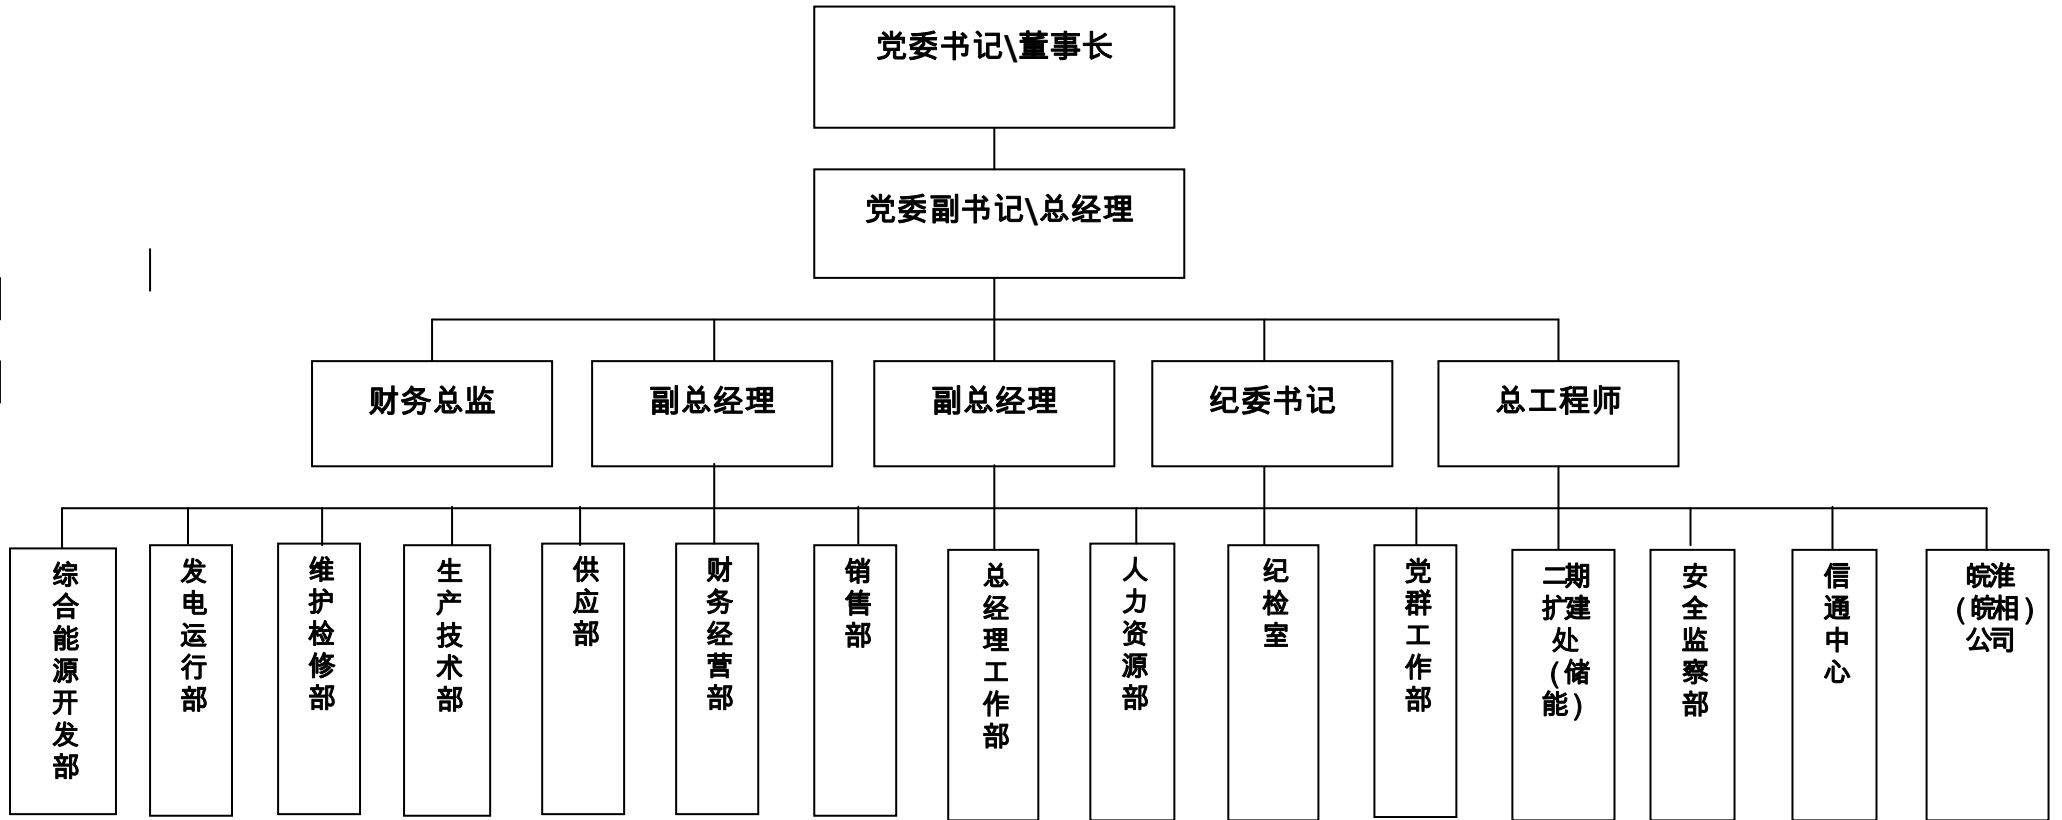 党委书记\董事长
党委副书记\总经理
财务总监
副总经理
副总经理
纪委书记
总工程师
综合能源开发部
发电运行部
维护检修部
生产技术部
供应部
财务经营部
销售部
总经理工作部
人力资源部
纪检室
党群工作部
二期
扩建
处
（储
能）
安全监察部
信通中心
皖淮
（皖相）
公司